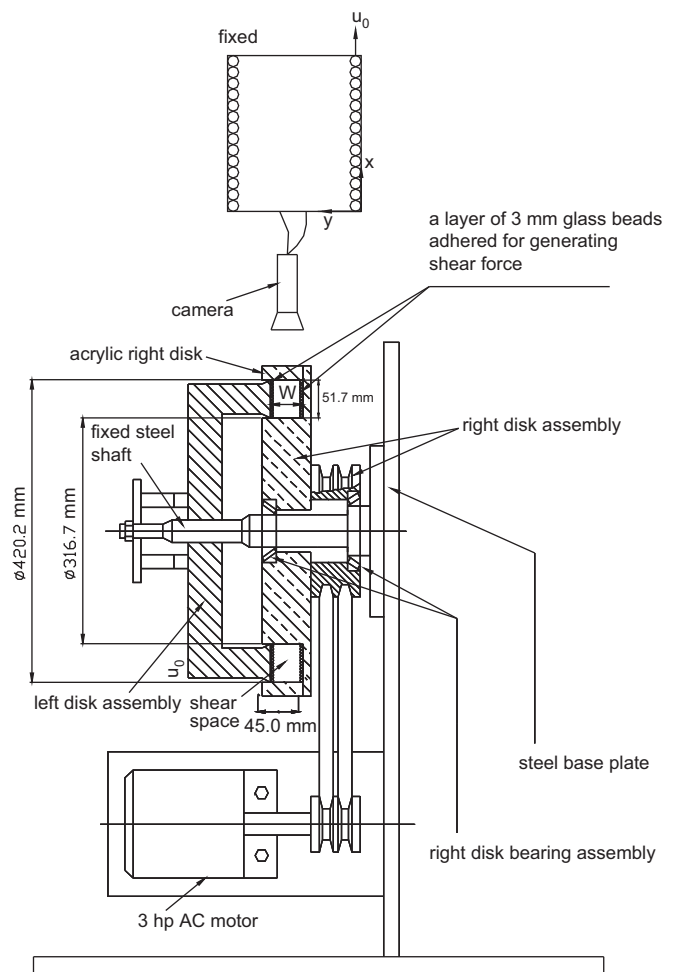 u0
fixed
x
y
a layer of 3 mm glass beads
adhered for generating
shear force
camera
acrylic right disk
W
51.7 mm
right disk assembly
fixed steel
shaft
ø420.2 mm
ø316.7 mm
u0
left disk assembly
shear
space
45.0 mm
steel base plate
right disk bearing assembly
3 hp AC motor